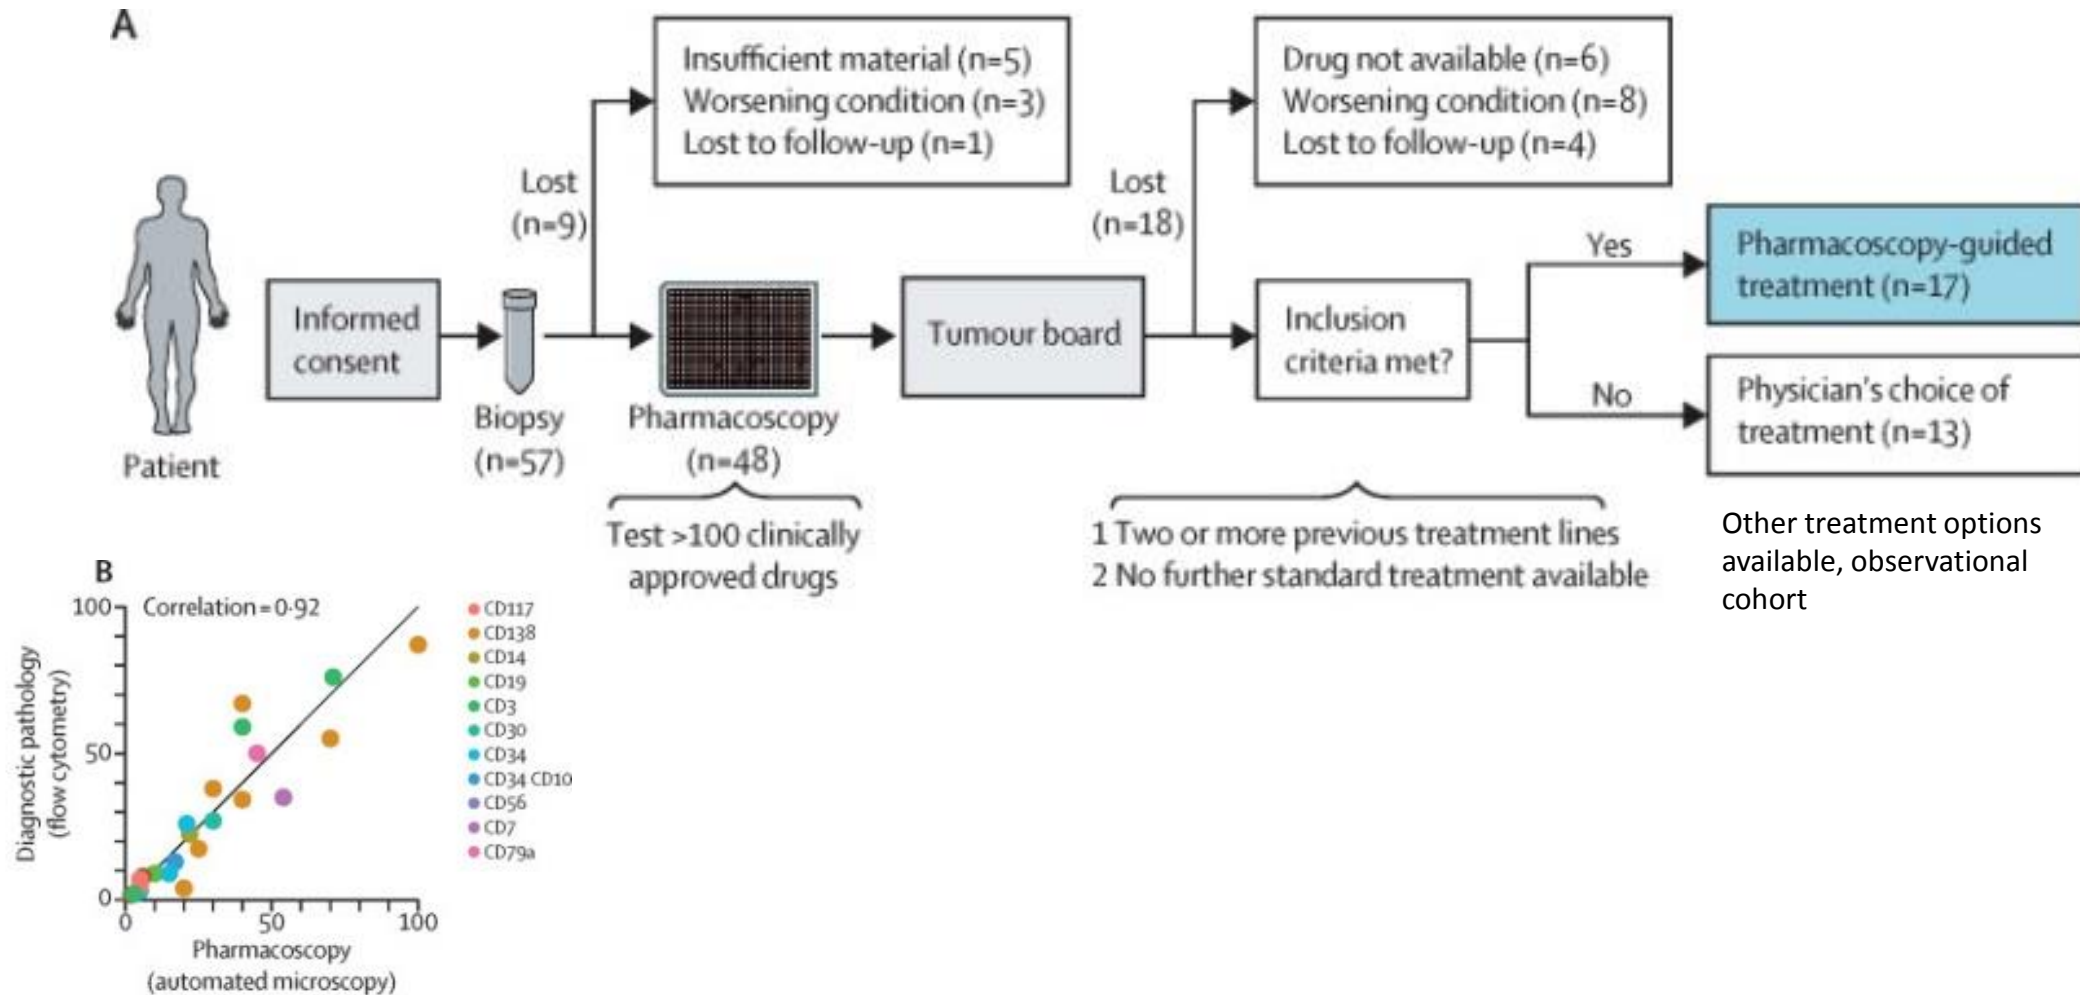 A
Insufficient material (n=5)
Worsening condition (n=3)
Lost to follow-up (n=1)
Drug not available (n=6)
Worsening condition (n=8)
Lost to follow-up (n=4)
Lost
(n=9)
Lost
(n=18)
Patient
Informed
consent
Biopsy
(n=57)
Pharmacoscopy
(n=48)
Tumour board
Inclusion
criteria met?
Yes
No
Pharmacoscopy-guided
treatment (n=17)
Physician's choice of
treatment (n=13)
Test >100 clinically
approved drugs
1 Two or more previous treatment lines
2 No further standard treatment available
Other treatment options
available, observational
cohort
B
Correlation=0·92
100
50
0
0
50
100
Diagnostic pathology
(flow cytometry)
Pharmacoscopy
(automated microscopy)
CD117
CD138
CD14
CD19
CD3
CD30
CD34
CD34 CD10
CD56
CD7
CD79a